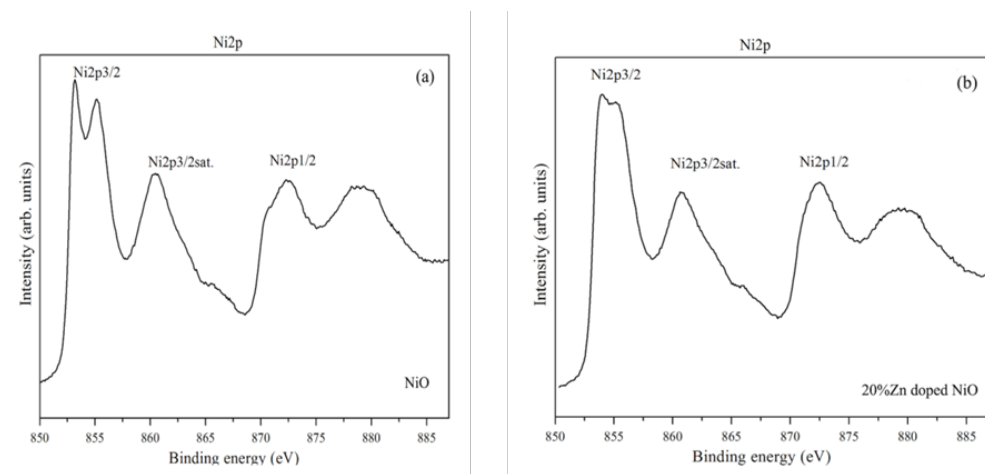 Ni2p
Ni2p3/2
(a)
Ni2p3/2sat.
Ni2p1/2
Intensity (arb. units)
NiO
850 855 860 865 870 875 880 885
Binding energy (eV)
Ni2p
Ni2p3/2
(b)
Ni2p3/2sat.
Ni2p1/2
Intensity (arb. units)
20%Zn doped NiO
850 855 860 865 870 875 880 885
Binding energy (eV)